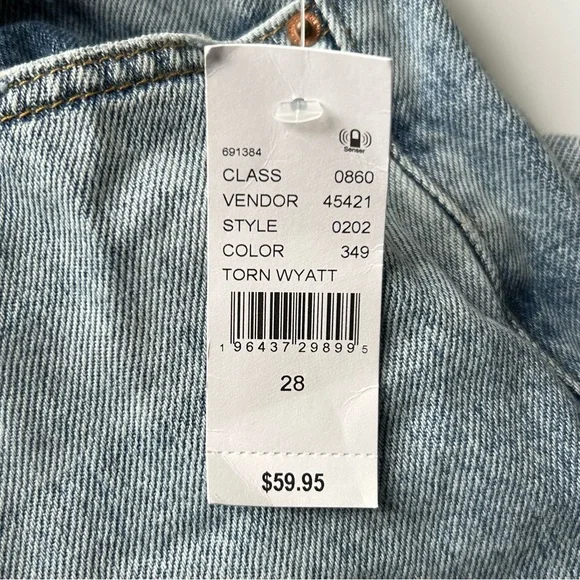 691384
Sensor
CLASS 0860
VENDOR 45421
STYLE 0202
COLOR 349
TORN WYATT
1 96437 29899 5
28
$59.95